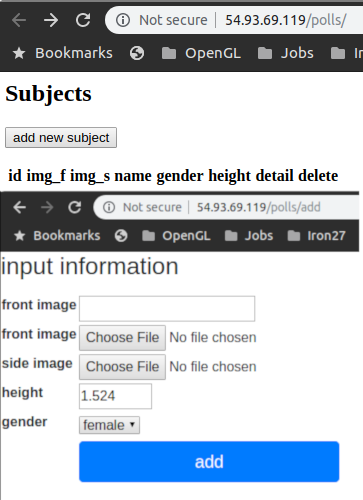 Not secure | 54.93.69.119/polls/
Bookmarks OpenGL Jobs Iron
Subjects
add new subject
id img_f img_s name gender height detail delete
Not secure | 54.93.69.119/polls/add
Bookmarks OpenGL Jobs Iron27
input information
front image
front image Choose File No file chosen
side image Choose File No file chosen
height 1.524
gender female
add